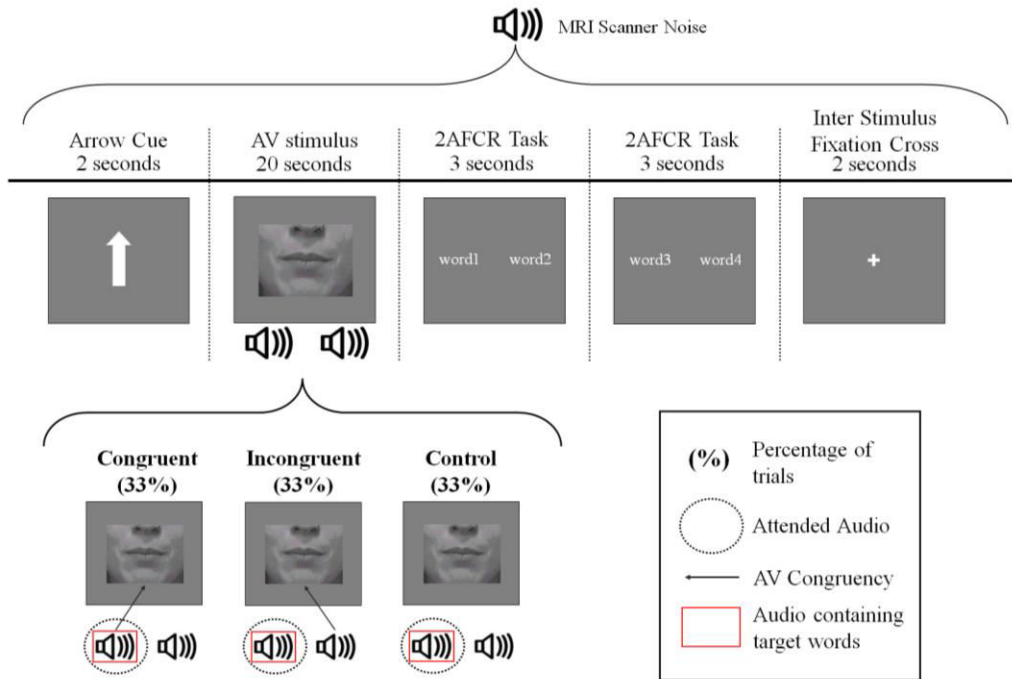 MRI Scanner Noise
Arrow Cue
2 seconds
AV stimulus
20 seconds
2AFCR Task
3 seconds
2AFCR Task
3 seconds
Inter Stimulus
Fixation Cross
2 seconds
word1 word2
word3 word4
Congruent
(33%)
Incongruent
(33%)
Control
(33%)
(%) Percentage of
trials
Attended Audio
AV Congruency
Audio containing
target words